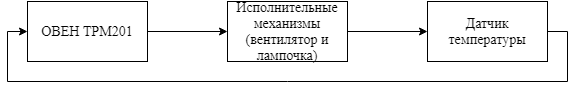 ОВЕН ТРМ201
Исполнительные
механизмы
(вентилятор и
лампочка)
Датчик
температуры